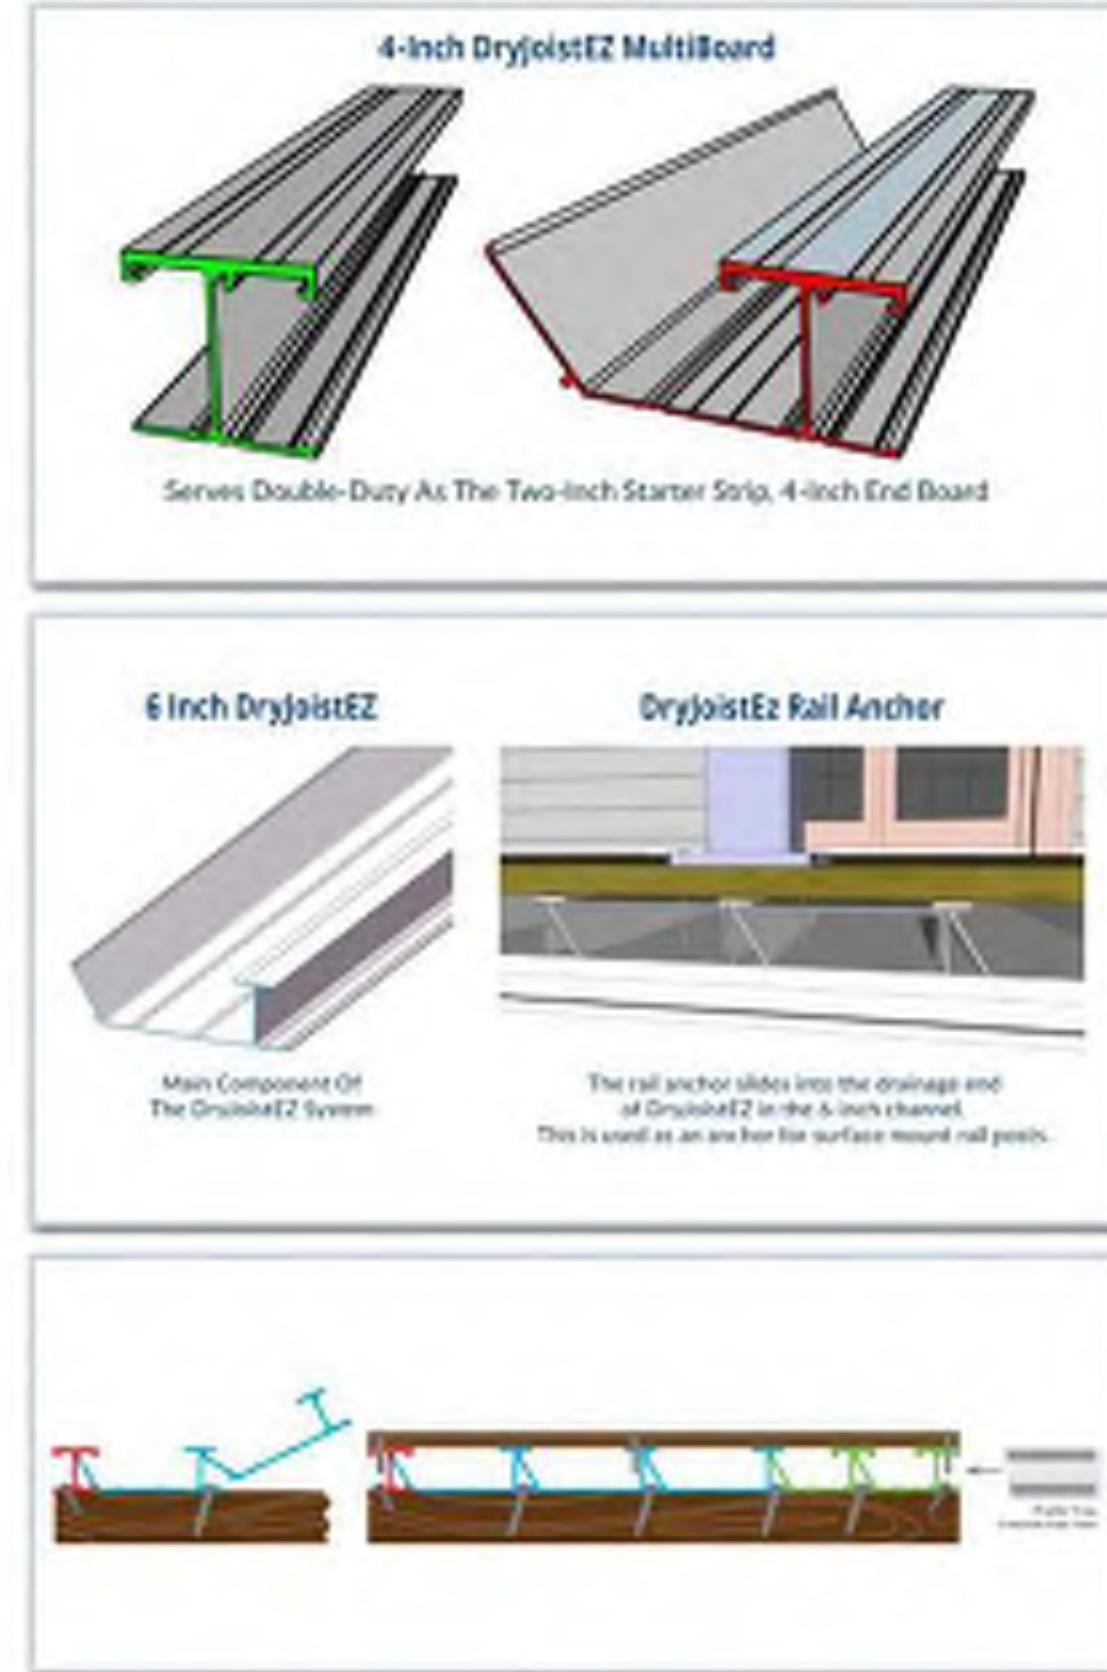 4-Inch DryJoistEZ MultiBoard
Serves Double-Duty As The Two-Inch Starter Strip, 4-Inch End Board
6 Inch DryJoistEZ
DryJoistEz Rail Anchor
Main Component Of
The DryJoistEZ System
The rail anchor slides into the drainage end
of DryJoistEZ in the 6 inch channel.
This is used as an anchor for surface mount rail posts.